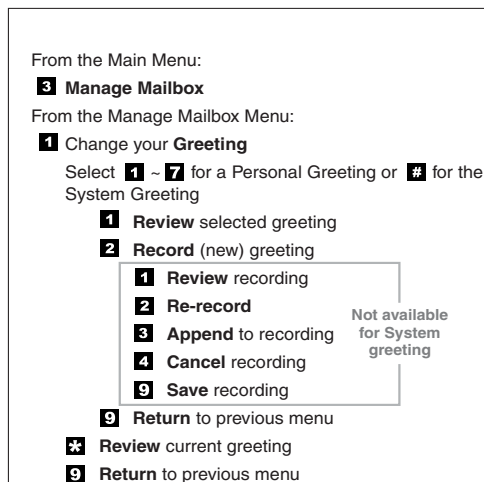 From the Main Menu:
3 Manage Mailbox
From the Manage Mailbox Menu:
1 Change your Greeting
Select 1 ~ 7 for a Personal Greeting or # for the
System Greeting
1 Review selected greeting
2 Record (new) greeting
1 Review recording
2 Re-record
3 Append to recording
4 Cancel recording
9 Save recording
Not available
for System
greeting
9 Return to previous menu
* Review current greeting
9 Return to previous menu